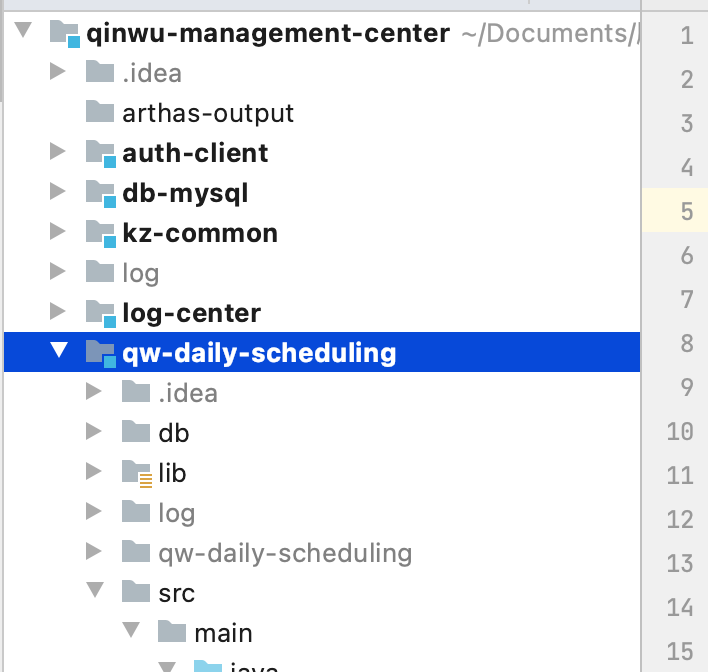 qinwu-management-center ~/Documents/
.idea
arthas-output
auth-client
db-mysql
kz-common
log
log-center
qw-daily-scheduling
.idea
db
lib
log
qw-daily-scheduling
src
main
java
1
2
3
4
5
6
7
8
9
10
11
12
13
14
15